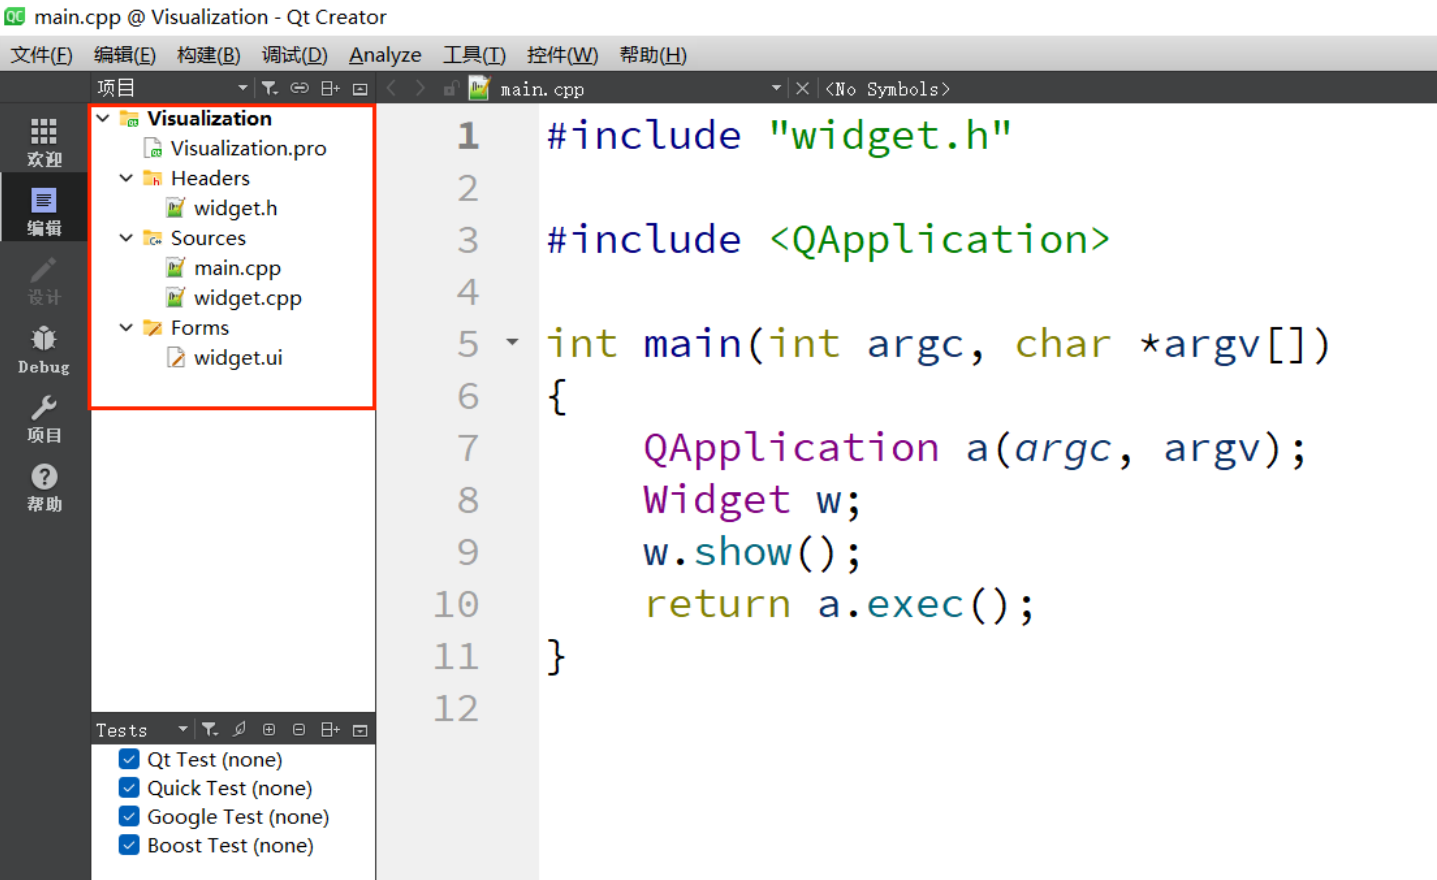 main.cpp @ Visualization - Qt Creator
文件(F) 编辑(E) 构建(B) 调试(D) Analyze 工具(T) 控件(W) 帮助(H)
项目
main.cpp
<No Symbols>
欢迎
编辑
设计
Debug
项目
帮助
Visualization
Visualization.pro
Headers
widget.h
Sources
main.cpp
widget.cpp
Forms
widget.ui
Tests
Qt Test (none)
Quick Test (none)
Google Test (none)
Boost Test (none)
1 #include "widget.h"
2
3 #include <QApplication>
4
5 int main(int argc, char *argv[])
6 {
7 QApplication a(argc, argv);
8 Widget w;
9 w.show();
10 return a.exec();
11 }
12